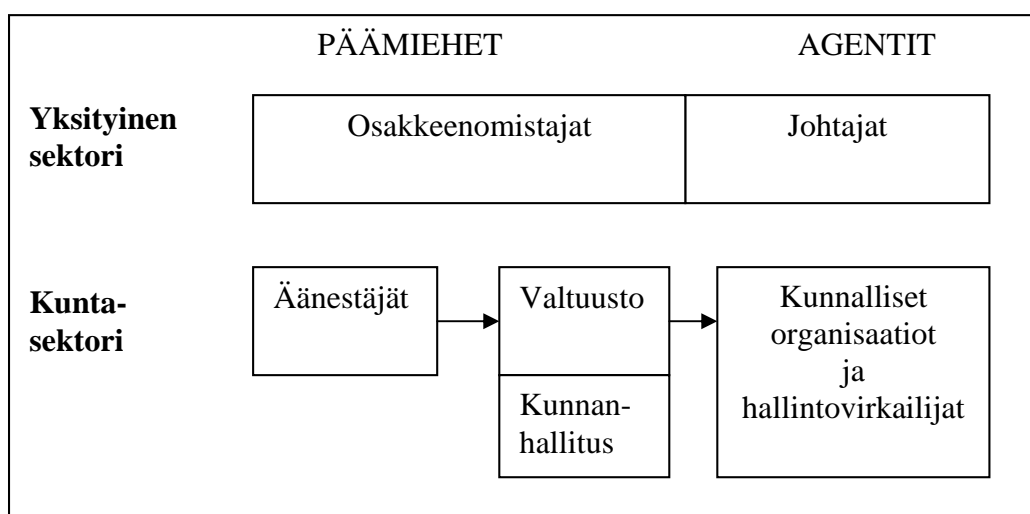 PÄÄMIEHET AGENTIT
Yksityinen
sektori
Osakkeenomistajat
Johtajat
Kunta-
sektori
Äänestäjät
Valtuusto
Kunnan-
hallitus
Kunnalliset
organisaatiot
ja
hallintovirkailijat